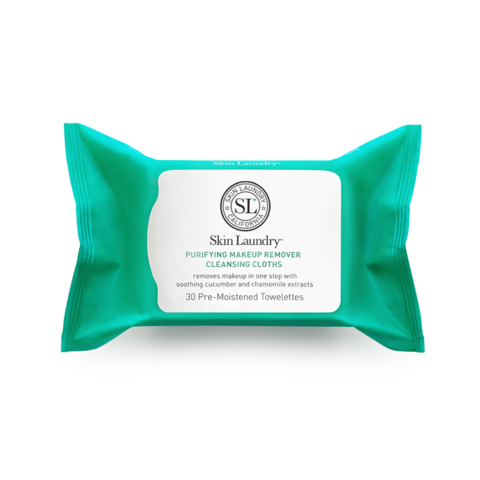 Skin Laundry
SKIN LAUNDRY
SL
CALIFORNIA
Skin Laundry™
PURIFYING MAKEUP REMOVER
CLEANSING CLOTHS
removes makeup in one step with
soothing cucumber and chamomile extracts
30 Pre-Moistened Towelettes